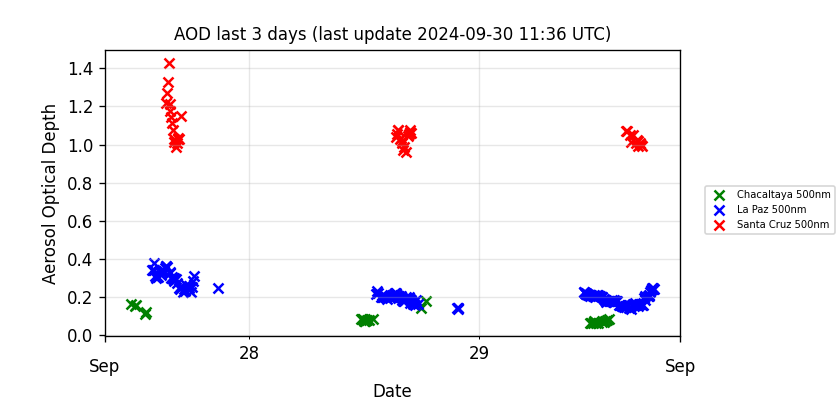 AOD last 3 days (last update 2024-09-30 11:36 UTC)
Aerosol Optical Depth
1.4
1.2
1.0
0.8
0.6
0.4
0.2
0.0
Chacaltaya 500nm
La Paz 500nm
Santa Cruz 500nm
28
29
Sep
Sep
Date